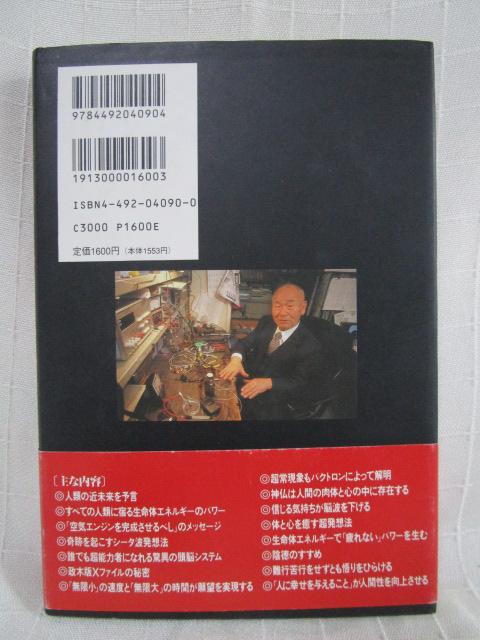 9784492040904
1913000016003
ISBN4-492-04090-0
C3000 P1600E
定価1600円(本体1553円)
〔主な内容〕
◎人類の近未来を予言
◎すべての人類に宿る生命体エネルギーのパワー
◎「空気エンジンを完成させるべし」のメッセージ
◎奇跡を起こすシータ波発想法
◎誰でも超能力者になれる驚異の頭脳システム
◎政木版Xファイルの秘密
◎「無限小」の速度と「無限大」の時間が願望を実現する
◎超常現象もバクトロンによって解明
◎神仏は人間の肉体と心の中に存在する
◎信じる気持ちが脳波を下げる
◎体と心を癒す超発想法
◎生命体エネルギーで「疲れない」パワーを生む
◎陰徳のすすめ
◎難行苦行をせずとも悟りをひらける
◎「人に幸せを与えること」が人間性を向上させる